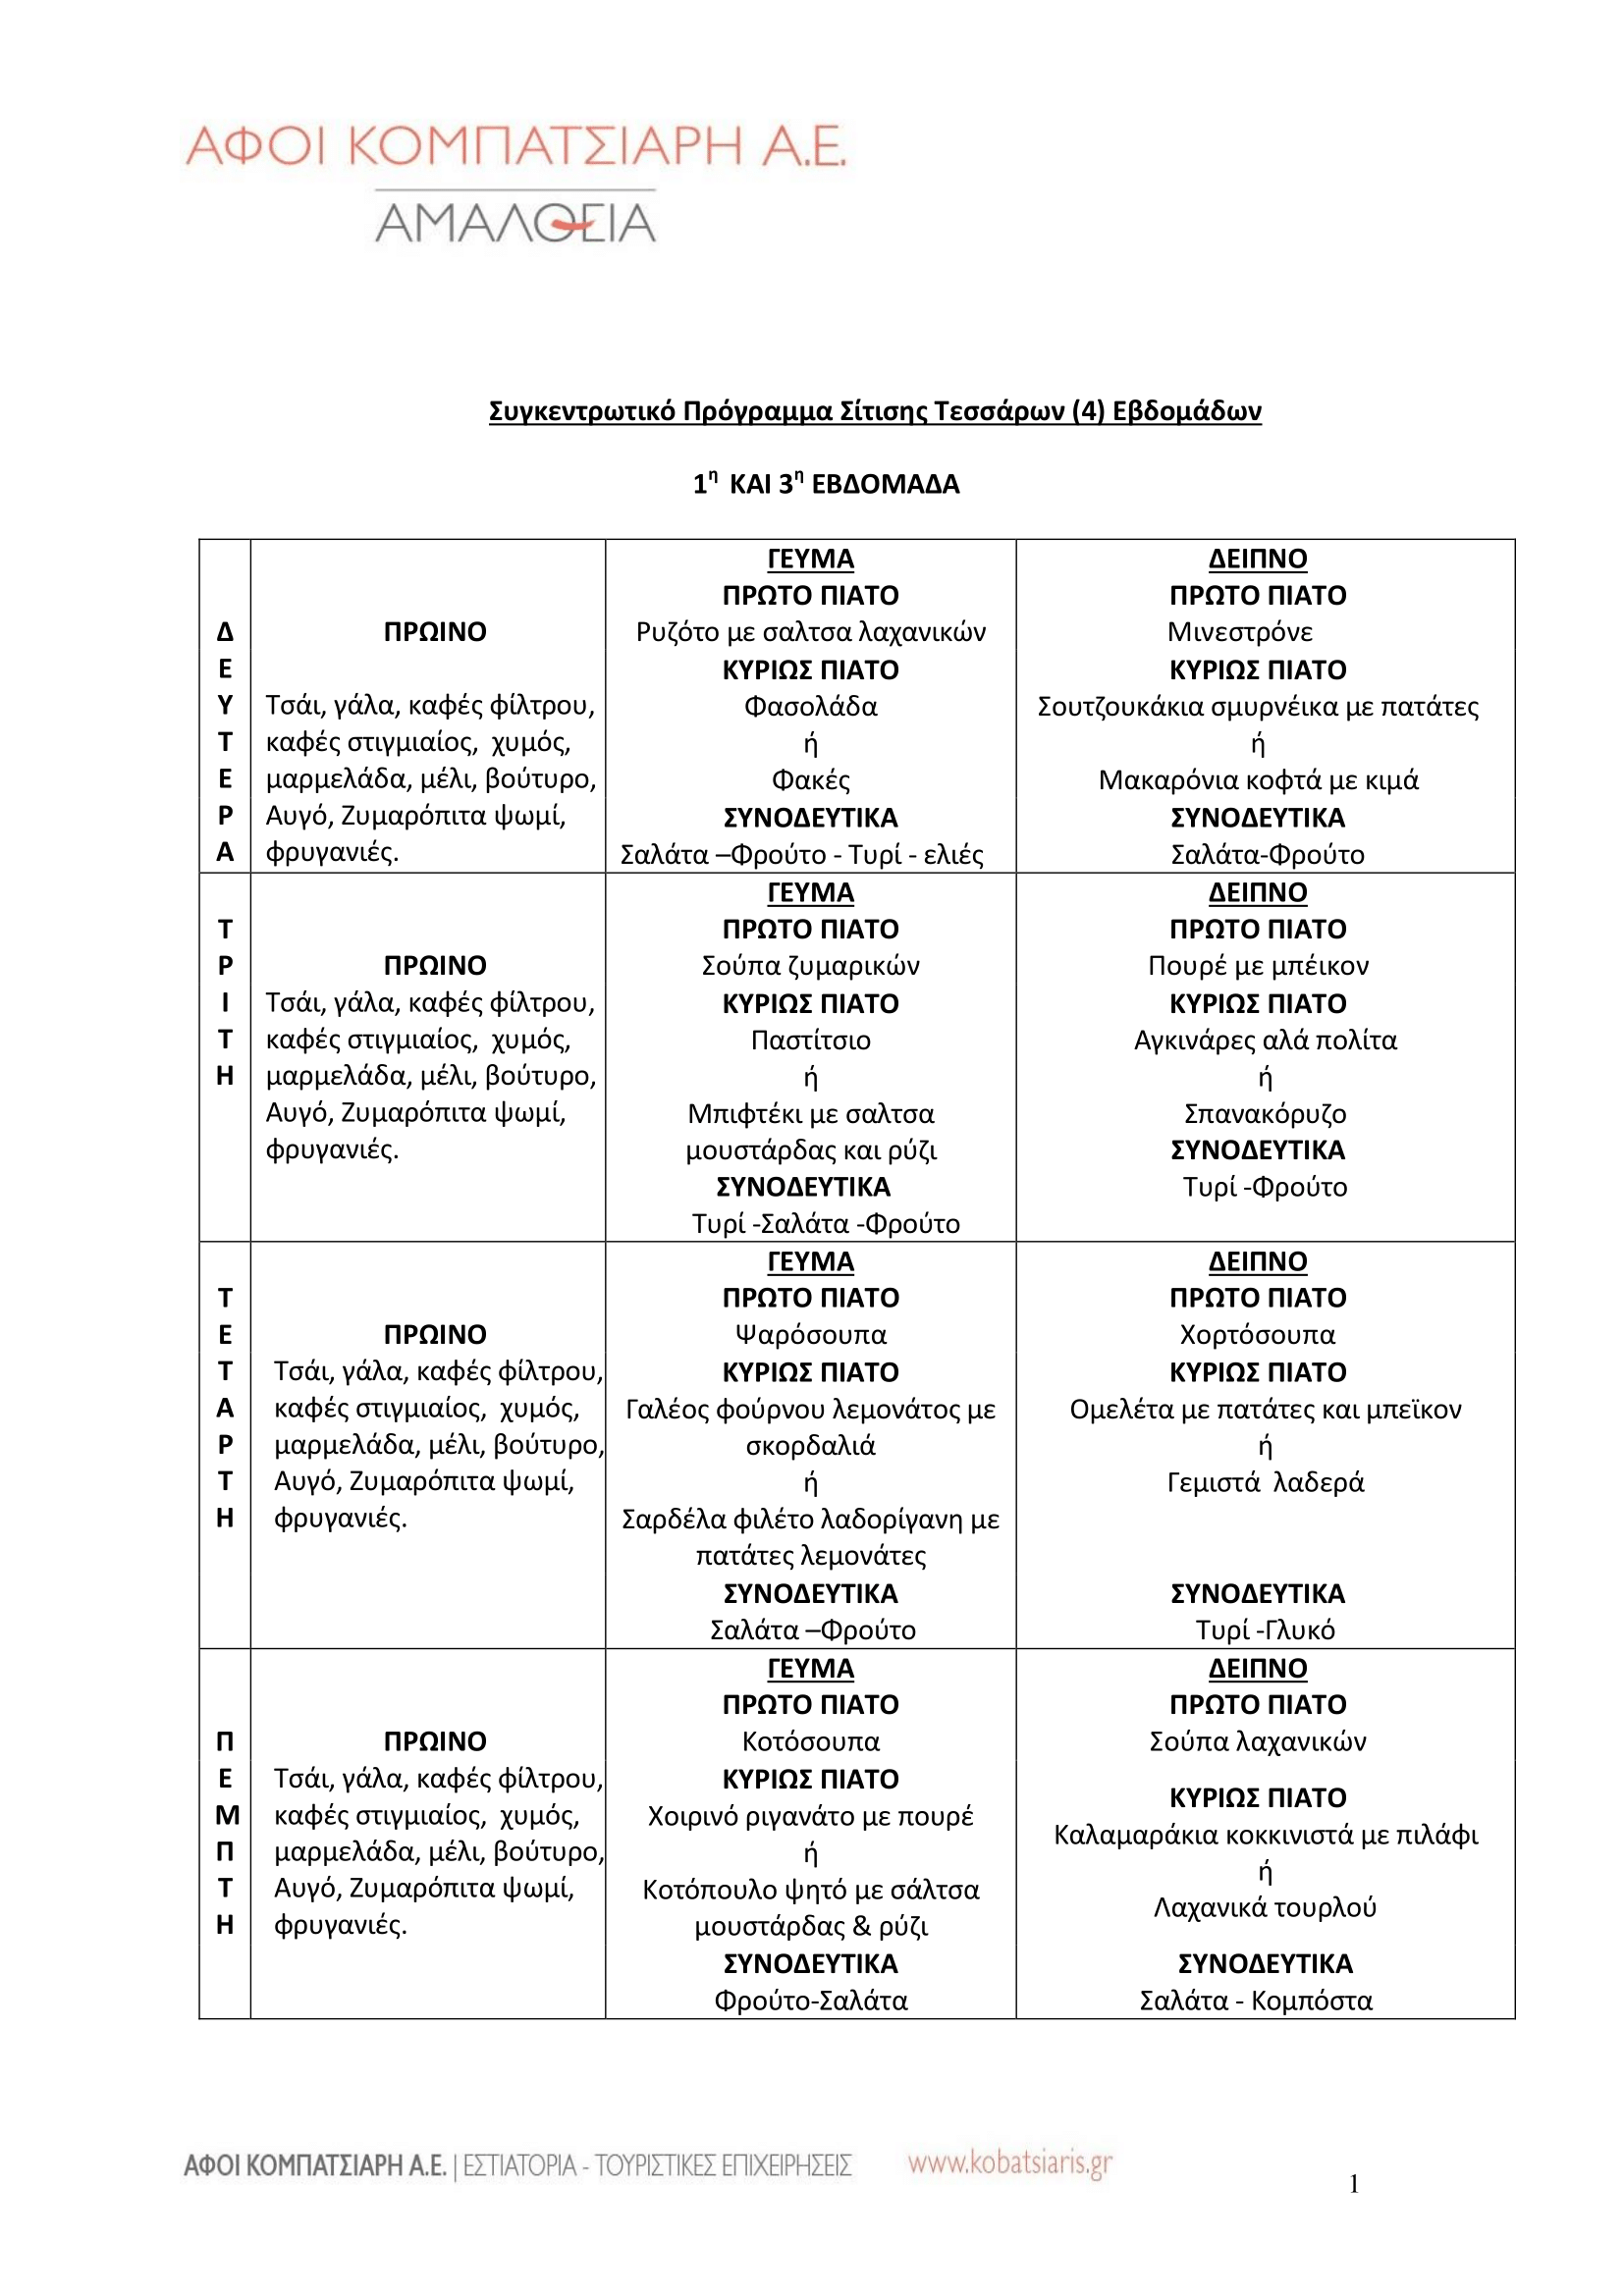 ΑΦΟΙ ΚΟΜΠΑΤΣΙΑΡΗ Α.Ε.
ΑΜΑΛΘΕΙΑ
Συγκεντρωτικό Πρόγραμμα Σίτισης Τεσσάρων (4) Εβδομάδων
1η ΚΑΙ 3η ΕΒΔΟΜΑΔΑ
Δ
Ε
Υ
Τ
Ε
Ρ
Α
ΠΡΩΙΝΟ
Τσάι, γάλα, καφές φίλτρου,
καφές στιγμιαίος, χυμός,
μαρμελάδα, μέλι, βούτυρο,
Αυγό, Ζυμαρόπιτα ψωμί,
φρυγανιές.
ΓΕΥΜΑ
ΠΡΩΤΟ ΠΙΑΤΟ
Ρυζότο με σαλτσα λαχανικών
ΚΥΡΙΩΣ ΠΙΑΤΟ
Φασολάδα
ή
Φακές
ΣΥΝΟΔΕΥΤΙΚΑ
Σαλάτα –Φρούτο - Τυρί - ελιές
ΔΕΙΠΝΟ
ΠΡΩΤΟ ΠΙΑΤΟ
Μινεστρόνε
ΚΥΡΙΩΣ ΠΙΑΤΟ
Σουτζουκάκια σμυρνέικα με πατάτες
ή
Μακαρόνια κοφτά με κιμά
ΣΥΝΟΔΕΥΤΙΚΑ
Σαλάτα-Φρούτο
Τ
Ρ
Ι
Τ
Η
ΠΡΩΙΝΟ
Τσάι, γάλα, καφές φίλτρου,
καφές στιγμιαίος, χυμός,
μαρμελάδα, μέλι, βούτυρο,
Αυγό, Ζυμαρόπιτα ψωμί,
φρυγανιές.
ΓΕΥΜΑ
ΠΡΩΤΟ ΠΙΑΤΟ
Σούπα ζυμαρικών
ΚΥΡΙΩΣ ΠΙΑΤΟ
Παστίτσιο
ή
Μπιφτέκι με σαλτσα
μουστάρδας και ρύζι
ΣΥΝΟΔΕΥΤΙΚΑ
Τυρί -Σαλάτα -Φρούτο
ΔΕΙΠΝΟ
ΠΡΩΤΟ ΠΙΑΤΟ
Πουρέ με μπέικον
ΚΥΡΙΩΣ ΠΙΑΤΟ
Αγκινάρες αλά πολίτα
ή
Σπανακόρυζο
ΣΥΝΟΔΕΥΤΙΚΑ
Τυρί -Φρούτο
Τ
Ε
Τ
Α
Ρ
Τ
Η
ΠΡΩΙΝΟ
Τσάι, γάλα, καφές φίλτρου,
καφές στιγμιαίος, χυμός,
μαρμελάδα, μέλι, βούτυρο,
Αυγό, Ζυμαρόπιτα ψωμί,
φρυγανιές.
ΓΕΥΜΑ
ΠΡΩΤΟ ΠΙΑΤΟ
Ψαρόσουπα
ΚΥΡΙΩΣ ΠΙΑΤΟ
Γαλέος φούρνου λεμονάτος με
σκορδαλιά
ή
Σαρδέλα φιλέτο λαδορίγανη με
πατάτες λεμονάτες
ΣΥΝΟΔΕΥΤΙΚΑ
Σαλάτα –Φρούτο
ΔΕΙΠΝΟ
ΠΡΩΤΟ ΠΙΑΤΟ
Χορτόσουπα
ΚΥΡΙΩΣ ΠΙΑΤΟ
Ομελέτα με πατάτες και μπεϊκον
ή
Γεμιστά λαδερά
ΣΥΝΟΔΕΥΤΙΚΑ
Τυρί -Γλυκό
Π
Ε
Μ
Π
Τ
Η
ΠΡΩΙΝΟ
Τσάι, γάλα, καφές φίλτρου,
καφές στιγμιαίος, χυμός,
μαρμελάδα, μέλι, βούτυρο,
Αυγό, Ζυμαρόπιτα ψωμί,
φρυγανιές.
ΓΕΥΜΑ
ΠΡΩΤΟ ΠΙΑΤΟ
Κοτόσουπα
ΚΥΡΙΩΣ ΠΙΑΤΟ
Χοιρινό ριγανάτο με πουρέ
ή
Κοτόπουλο ψητό με σάλτσα
μουστάρδας & ρύζι
ΣΥΝΟΔΕΥΤΙΚΑ
Φρούτο-Σαλάτα
ΔΕΙΠΝΟ
ΠΡΩΤΟ ΠΙΑΤΟ
Σούπα λαχανικών
ΚΥΡΙΩΣ ΠΙΑΤΟ
Καλαμαράκια κοκκινιστά με πιλάφι
ή
Λαχανικά τουρλού
ΣΥΝΟΔΕΥΤΙΚΑ
Σαλάτα - Κομπόστα
ΑΦΟΙ ΚΟΜΠΑΤΣΙΑΡΗ Α.Ε. | ΕΣΤΙΑΤΟΡΙΑ - ΤΟΥΡΙΣΤΙΚΕΣ ΕΠΙΧΕΙΡΗΣΕΙΣ www.kobatsiaris.gr
1